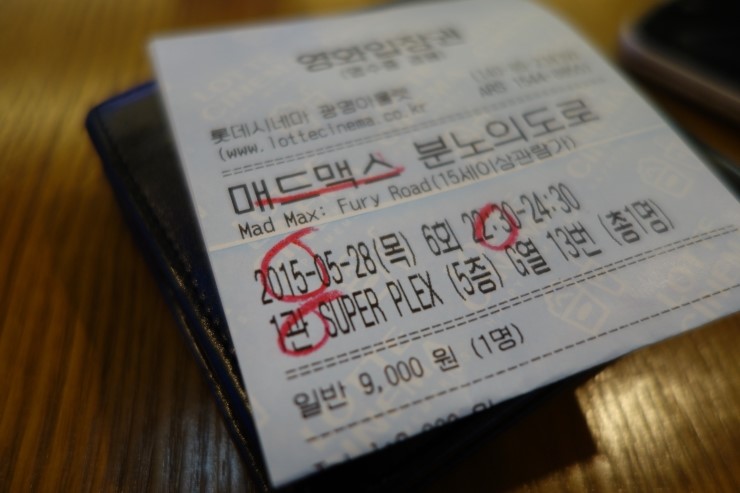 영화입장권
롯데시네마 광명아울렛
(www.lottecinema.co.kr
매드맥스 분노의도로
Mad Max: Fury Road(15세이상관람가)
2015-05-28(목) 6회 22:30-24:30
1관 SUPER PLEX (5층) G열 13번 (총1명)
일반 9,000 원 (1명)